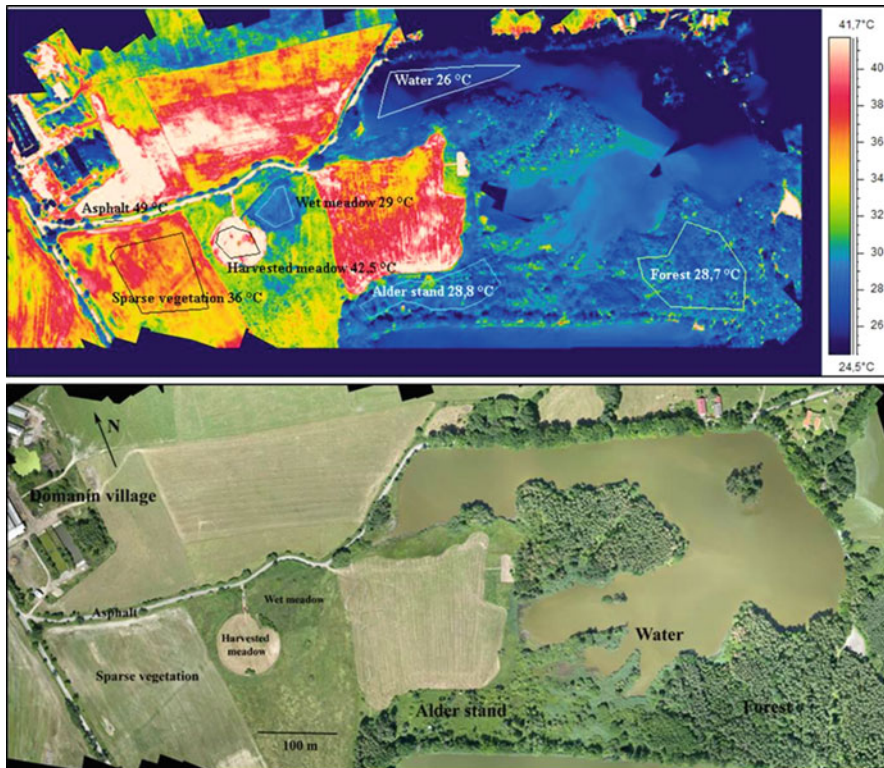 41,7°C
Water 26 °C
40
38
36
Asphalt 49 °C
Wet meadow 29 °C
34
32
Harvested meadow 42.5 °C
30
Sparse vegetation 36 °C
Alder stand 28,8 °C
Forest 28,7 °C
28
26
24,5°C
N
Domanín village
Asphalt
Wet meadow
Harvested
meadow
Water
Sparse vegetation
Alder stand
Forest
100 m